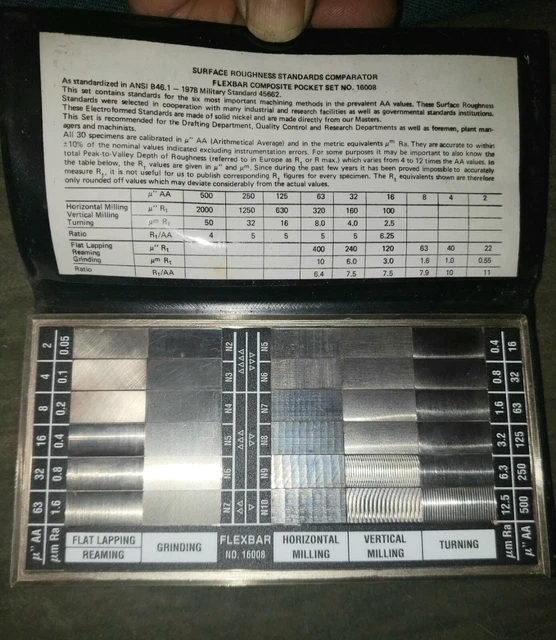 SURFACE ROUGHNESS STANDARDS COMPARATOR
FLEXBAR COMPOSITE POCKET SET NO. 16008
As standardized in ANSI B46.1 — 1978 Military Standard 45662.
This set contains standards for the six most important machining methods in the prevalent AA values. These Surface Roughness
Standards were selected in cooperation with many industrial and research facilities as well as governmental standards institutions.
These Electroformed Standards are made of solid nickel and are made directly from our Masters.
This Set is recommended for the Drafting Department, Quality Control and Research Departments as well as foremen, plant man-
agers and machinists.
All 30 specimens are calibrated in μ" AA (Arithmetical Average) and in the metric equivalents μm Ra. They are accurate to within
±10% of the nominal values indicated excluding instrumentation errors. For some purposes it may be important to also know the
total Peak-to-Valley Depth of Roughness (referred to in Europe as Rt or R max.) which varies from 4 to 12 times the AA values. In
the table below, the Rt values are given in μ" and μm. Since during the past few years it has been proved impossible to accurately
measure Rt, it is not useful for us to publish corresponding Rt figures for every specimen. The Rt equivalents shown are therefore
only rounded off values which may deviate considerably from the actual values.
μ" AA 500 250 125 63 32 16 8 4 2
Horizontal Milling μ" Rt 2000 1250 630 320 160 100
Vertical Milling
Turning μm Rt 50 32 16 8.0 4.0 2.5
Ratio Rt/AA 4 5 5 5 5 6.25
Flat Lapping μ" Rt 400 240 120 63 40 22
Reaming
Grinding μm Rt 10 6.0 3.0 1.6 1.0 0.55
Ratio Rt/AA 6.4 7.5 7.5 7.9 10 11
2 0.05 N2 N5 0.4 16
4 0.1 N3 N6 0.8 32
8 0.2 N4 N7 1.6 63
16 0.4 N5 N8 3.2 125
32 0.8 N6 N9 6.3 250
63 1.6 N7 N10 12.5 500
μ" AA μm Ra FLAT LAPPING GRINDING FLEXBAR HORIZONTAL VERTICAL TURNING μm Ra μ" AA
REAMING NO. 16008 MILLING MILLING